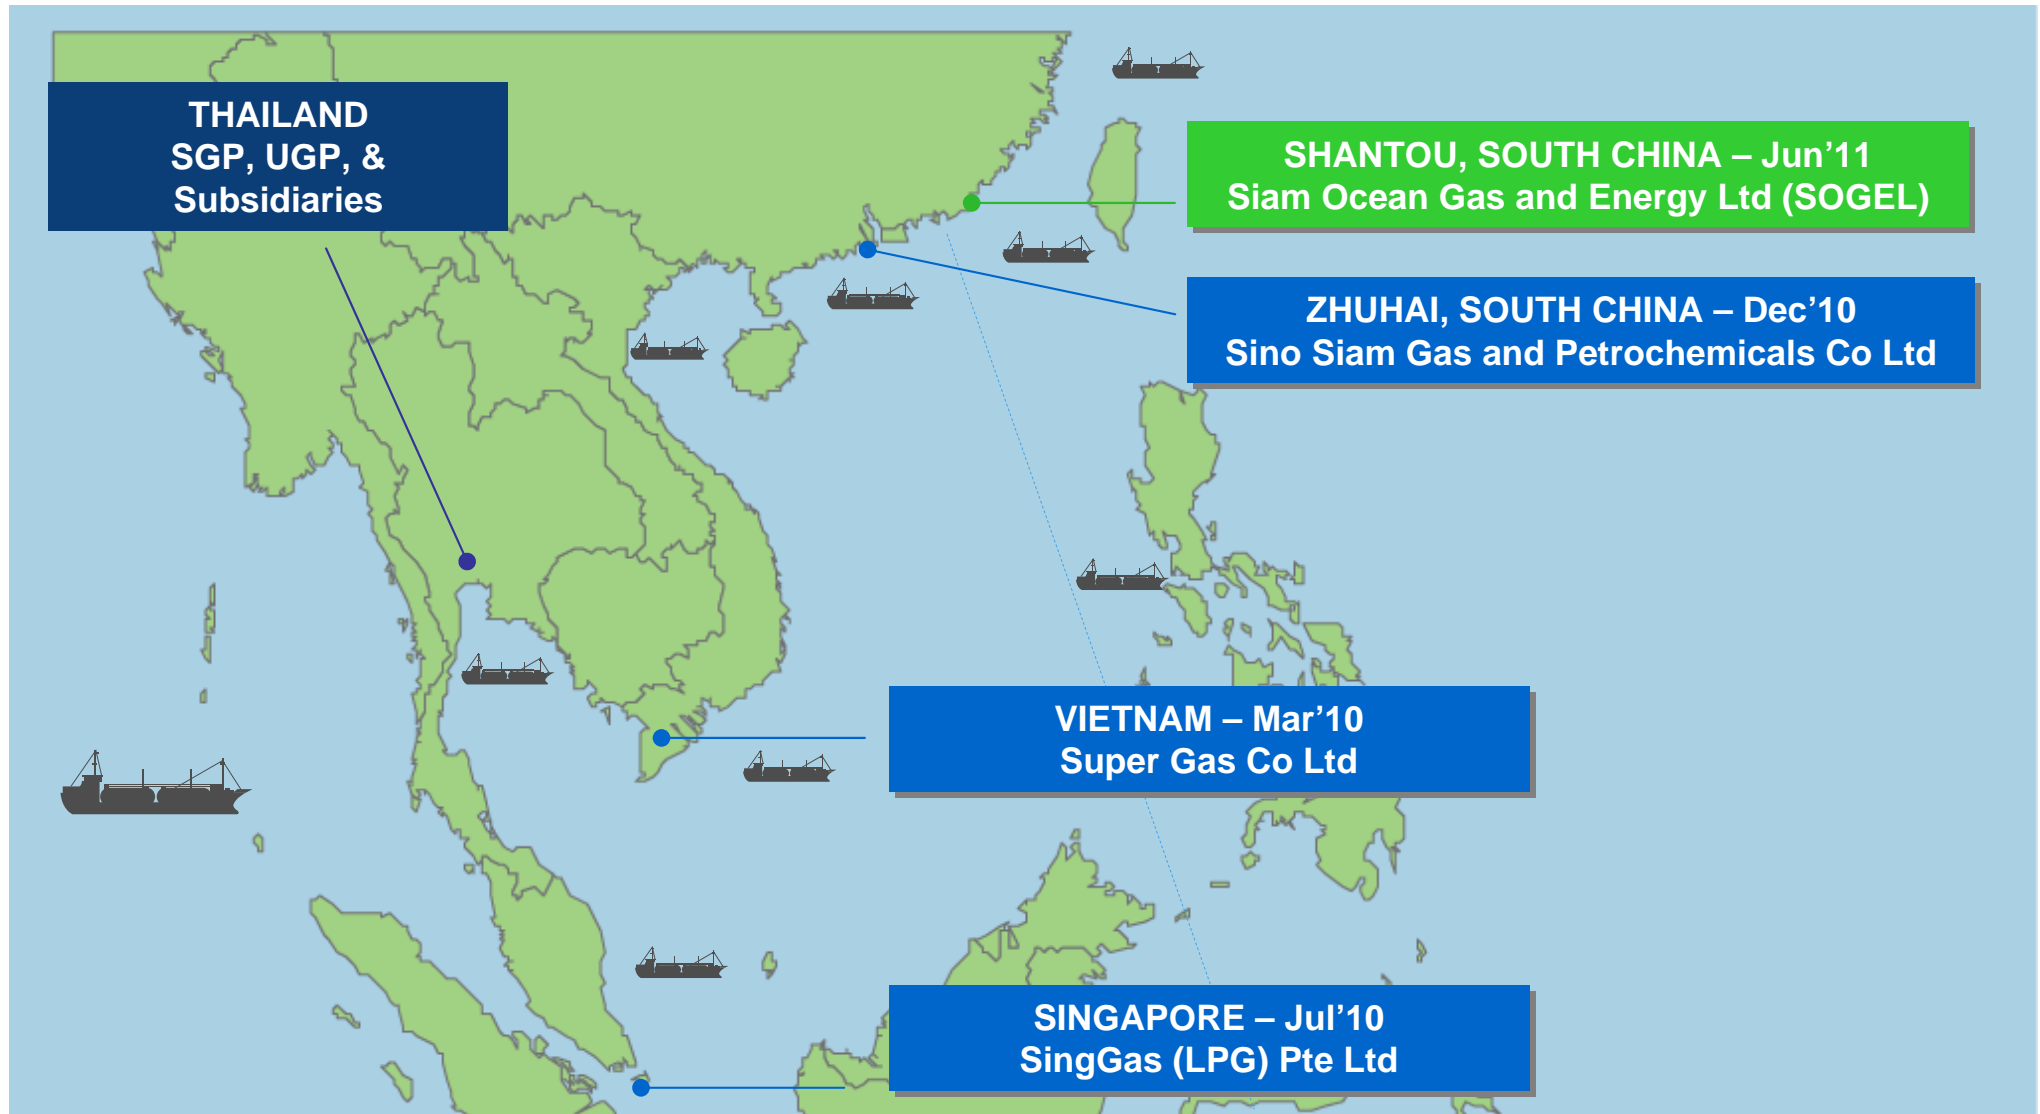 THAILAND
SGP, UGP, &
Subsidiaries
SHANTOU, SOUTH CHINA – Jun’11
Siam Ocean Gas and Energy Ltd (SOGEL)
ZHUHAI, SOUTH CHINA – Dec’10
Sino Siam Gas and Petrochemicals Co Ltd
VIETNAM – Mar’10
Super Gas Co Ltd
SINGAPORE – Jul’10
SingGas (LPG) Pte Ltd